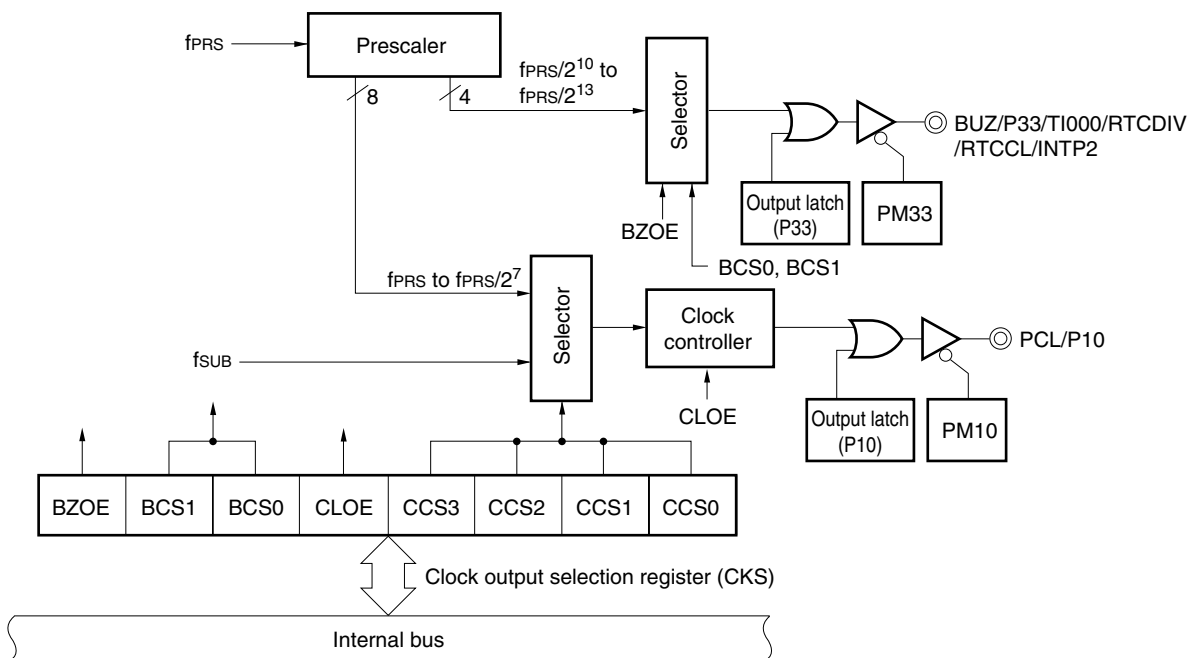 fPRS
Prescaler
8
4
fPRS/2^10 to
fPRS/2^13
Selector
BUZ/P33/TI000/RTCDIV
/RTCCL/INTP2
Output latch
(P33)
PM33
BZOE
BCS0, BCS1
fPRS to fPRS/2^7
Selector
Clock
controller
PCL/P10
fSUB
CLOE
Output latch
(P10)
PM10
BZOE BCS1 BCS0 CLOE CCS3 CCS2 CCS1 CCS0
Clock output selection register (CKS)
Internal bus